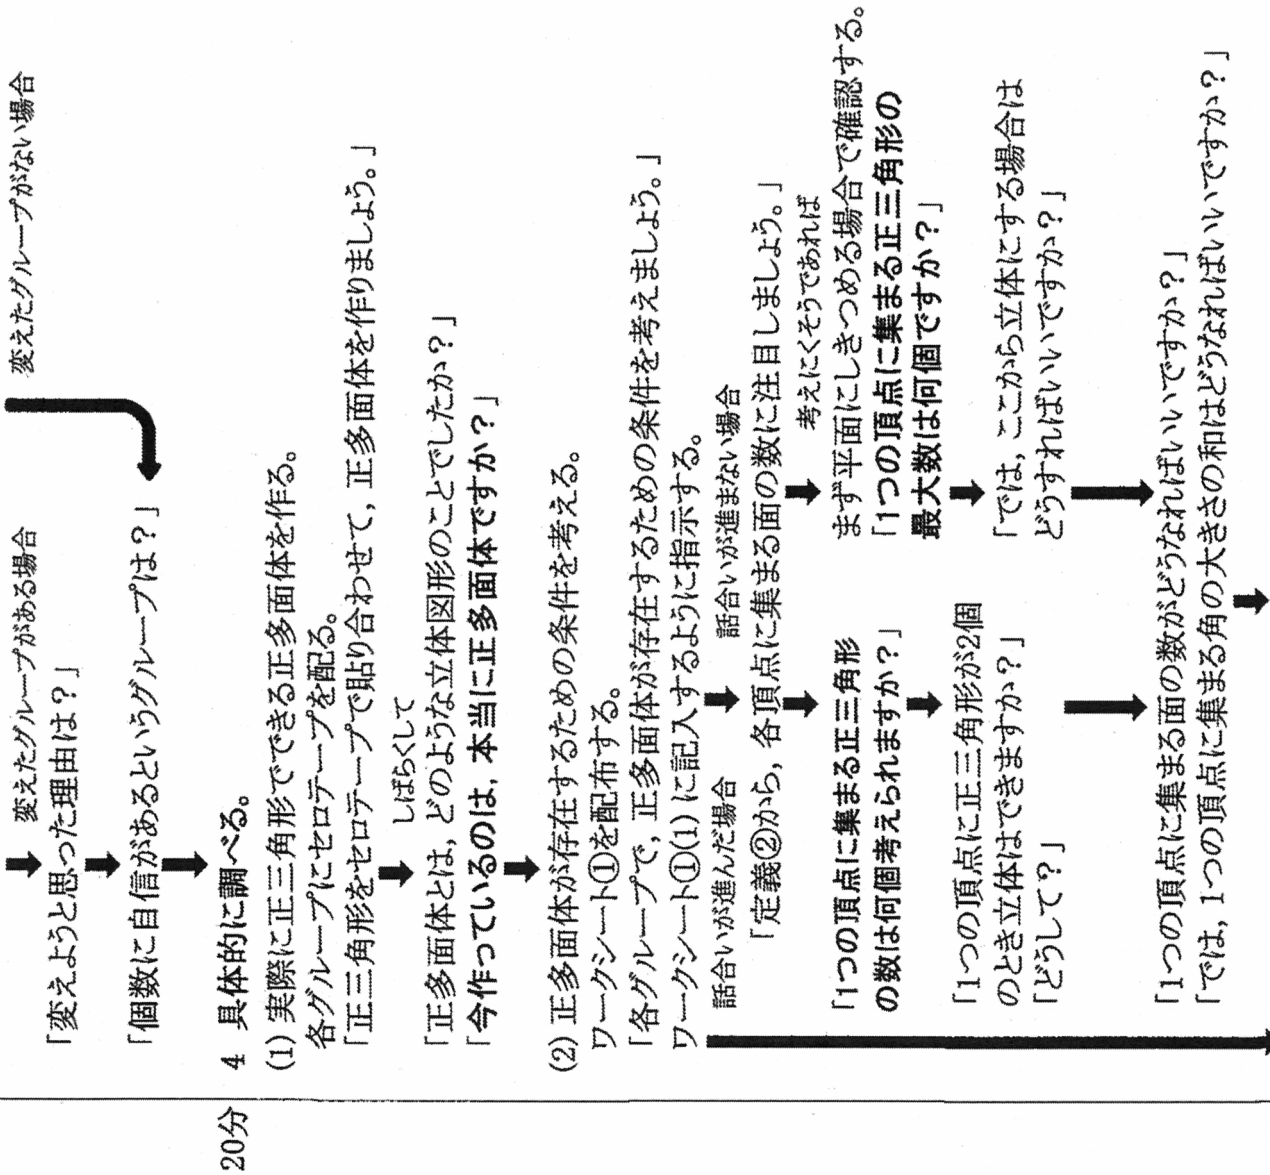 変えたグループがある場合
変えたグループがない場合
「変えようと思った理由は？」
「個数に自信があるというグループは？」
20分
4 具体的に調べる。
(1) 実際に正三角形でできる正多面体を作る。
各グループにセロテープを配る。
「正三角形をセロテープで貼り合わせて，正多面体を作りましょう。」
しばらくして
「正多面体とは，どのような立体図形のことでしたか？」
「今作っているのは，本当に正多面体ですか？」
(2) 正多面体が存在するための条件を考える。
ワークシート①を配布する。
「各グループで，正多面体が存在するための条件を考えましょう。」
ワークシート①(1)に記入するように指示する。
話合いが進んだ場合
話合いが進まない場合
「定義②から，各頂点に集まる面の数に注目しましょう。」
考えにくそうであれば
「1つの頂点に集まる正三角形
の数は何個考えられますか？」
「1つの頂点に正三角形が2個
のとき立体はできますか？」
「どうして？」
まず平面にしきつめる場合で確認する。
「1つの頂点に集まる正三角形の
最大数は何個ですか？」
「では，ここから立体にする場合は
どうすればいいですか？」
「1つの頂点に集まる面の数がどうなればいいですか？」
「では，1つの頂点に集まる角の大きさの和はどうなればいいですか？」